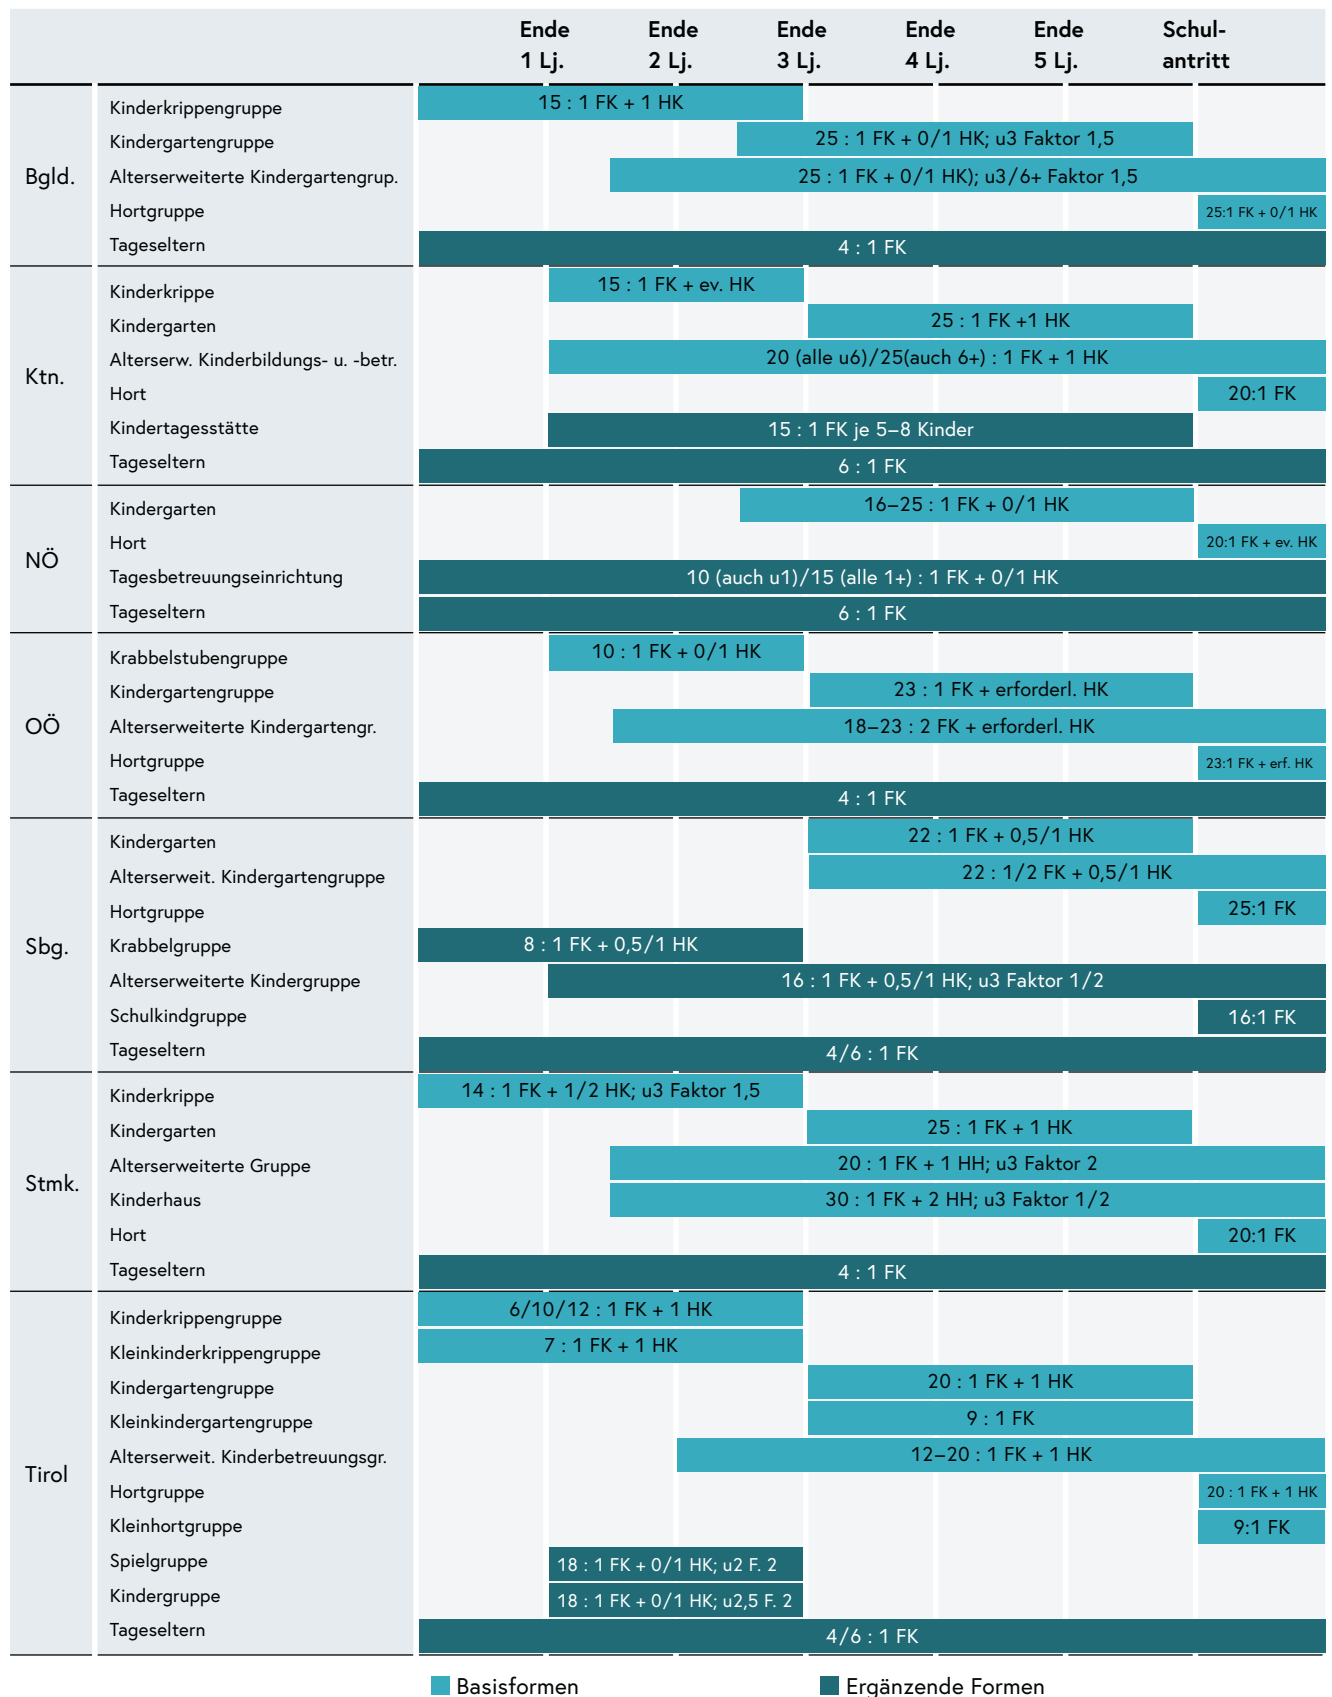 Ende Ende Ende Ende Ende Schul-
1 Lj. 2 Lj. 3 Lj. 4 Lj. 5 Lj. antritt
Bgld.
Kinderkrippengruppe 15 : 1 FK + 1 HK
Kindergartengruppe 25 : 1 FK + 0/1 HK; u3 Faktor 1,5
Alterserweiterte Kindergartengrup. 25 : 1 FK + 0/1 HK); u3/6+ Faktor 1,5
Hortgruppe 25:1 FK + 0/1 HK
Tageseltern 4 : 1 FK
Ktn.
Kinderkrippe 15 : 1 FK + ev. HK
Kindergarten 25 : 1 FK +1 HK
Alterserw. Kinderbildungs- u. -betr. 20 (alle u6)/25(auch 6+) : 1 FK + 1 HK
Hort 20:1 FK
Kindertagesstätte 15 : 1 FK je 5–8 Kinder
Tageseltern 6 : 1 FK
NÖ
Kindergarten 16–25 : 1 FK + 0/1 HK
Hort 20:1 FK + ev. HK
Tagesbetreuungseinrichtung 10 (auch u1)/15 (alle 1+) : 1 FK + 0/1 HK
Tageseltern 6 : 1 FK
OÖ
Krabbelstubengruppe 10 : 1 FK + 0/1 HK
Kindergartengruppe 23 : 1 FK + erforderl. HK
Alterserweiterte Kindergartengr. 18–23 : 2 FK + erforderl. HK
Hortgruppe 23:1 FK + erf. HK
Tageseltern 4 : 1 FK
Sbg.
Kindergarten 22 : 1 FK + 0,5/1 HK
Alterserweit. Kindergartengruppe 22 : 1/2 FK + 0,5/1 HK
Hortgruppe 25:1 FK
Krabbelgruppe 8 : 1 FK + 0,5/1 HK
Alterserweiterte Kindergruppe 16 : 1 FK + 0,5/1 HK; u3 Faktor 1/2
Schulkindgruppe 16:1 FK
Tageseltern 4/6 : 1 FK
Stmk.
Kinderkrippe 14 : 1 FK + 1/2 HK; u3 Faktor 1,5
Kindergarten 25 : 1 FK + 1 HK
Alterserweiterte Gruppe 20 : 1 FK + 1 HH; u3 Faktor 2
Kinderhaus 30 : 1 FK + 2 HH; u3 Faktor 1/2
Hort 20:1 FK
Tageseltern 4 : 1 FK
Tirol
Kinderkrippengruppe 6/10/12 : 1 FK + 1 HK
Kleinkinderkrippengruppe 7 : 1 FK + 1 HK
Kindergartengruppe 20 : 1 FK + 1 HK
Kleinkindergartengruppe 9 : 1 FK
Alterserweit. Kinderbetreuungsgr. 12–20 : 1 FK + 1 HK
Hortgruppe 20 : 1 FK + 1 HK
Kleinhortgruppe 9:1 FK
Spielgruppe 18 : 1 FK + 0/1 HK; u2 F. 2
Kindergruppe 18 : 1 FK + 0/1 HK; u2,5 F. 2
Tageseltern 4/6 : 1 FK
Basisformen Ergänzende Formen